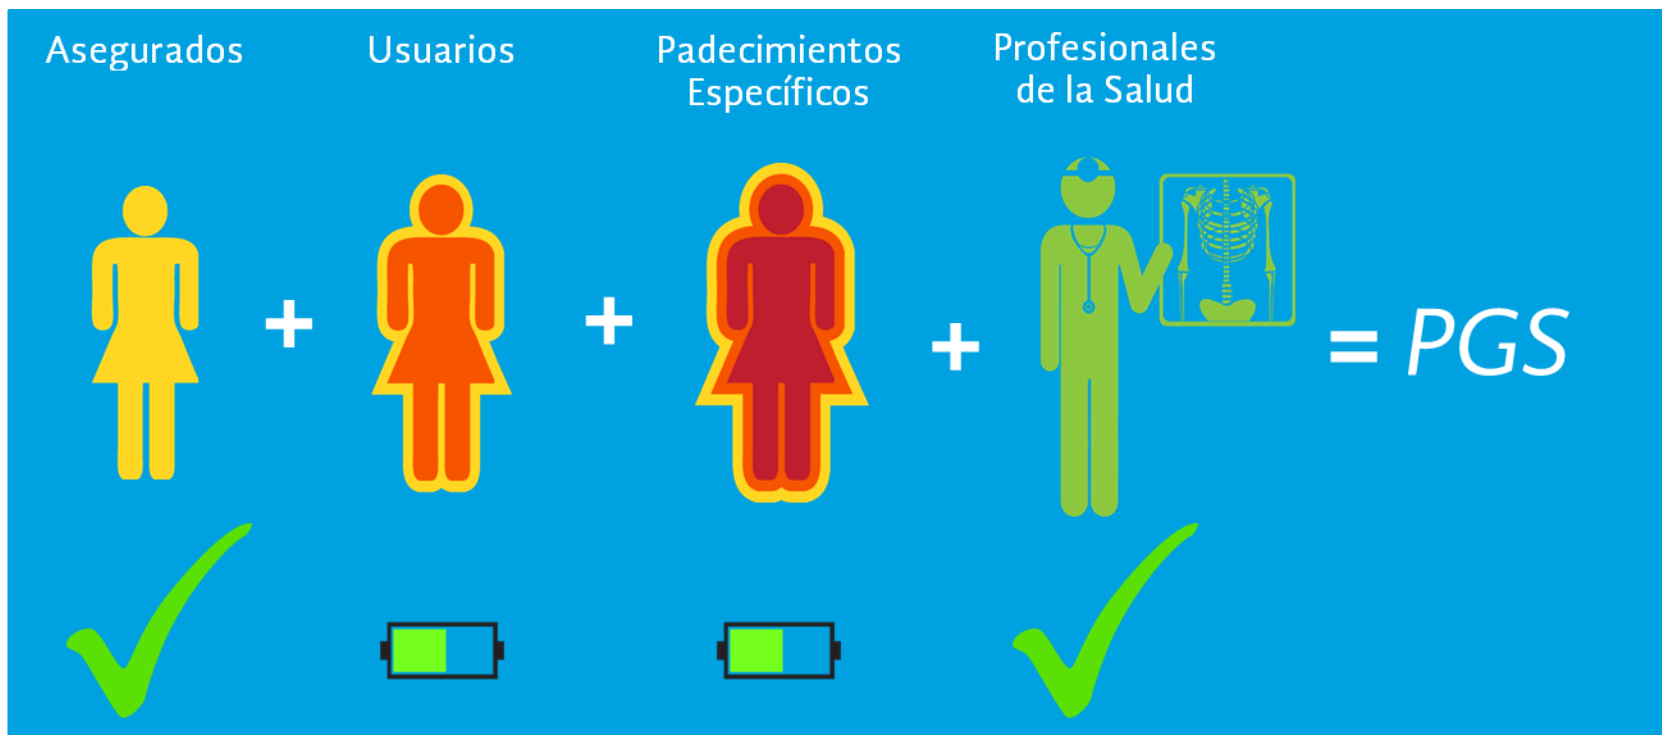 Asegurados
Usuarios
Padecimientos
Específicos
Profesionales
de la Salud
+
+
+
= PGS